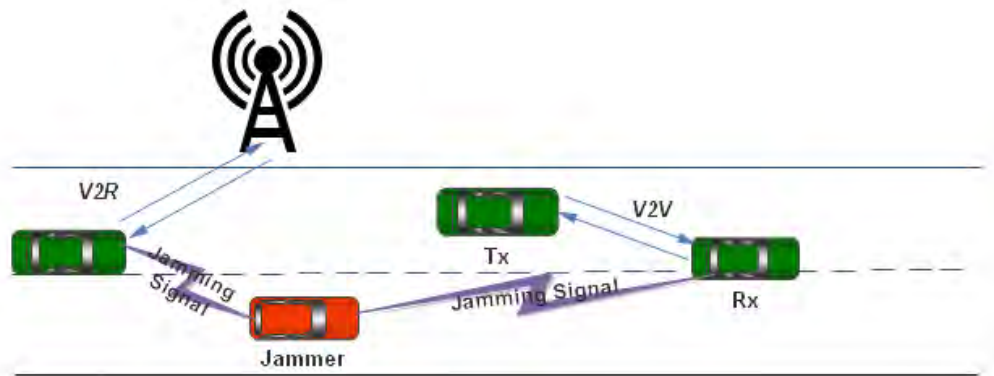 V2R
V2V
Tx
Jamming
Signal
Jamming Signal
Rx
Jammer